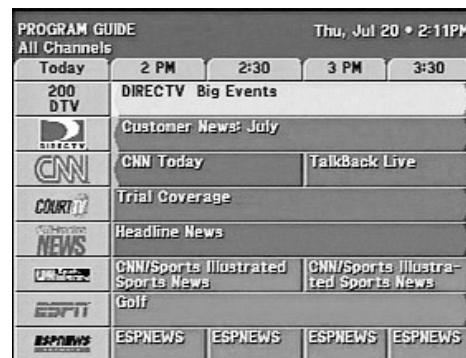 PROGRAM GUIDE
Thu, Jul 20 • 2:11PM
All Channels
Today 2 PM 2:30 3 PM 3:30
200
DTV
DIRECTV Big Events
DIRECTV
Customer News: July
CNN
CNN Today TalkBack Live
COURT TV
Trial Coverage
NEWS
Headline News
CNN/Sports Illustrated
Sports News
CNN/Sports Illustra-
ted Sports News
ESPN
Golf
ESPNEWS
ESPNEWS ESPNEWS ESPNEWS ESPNEWS